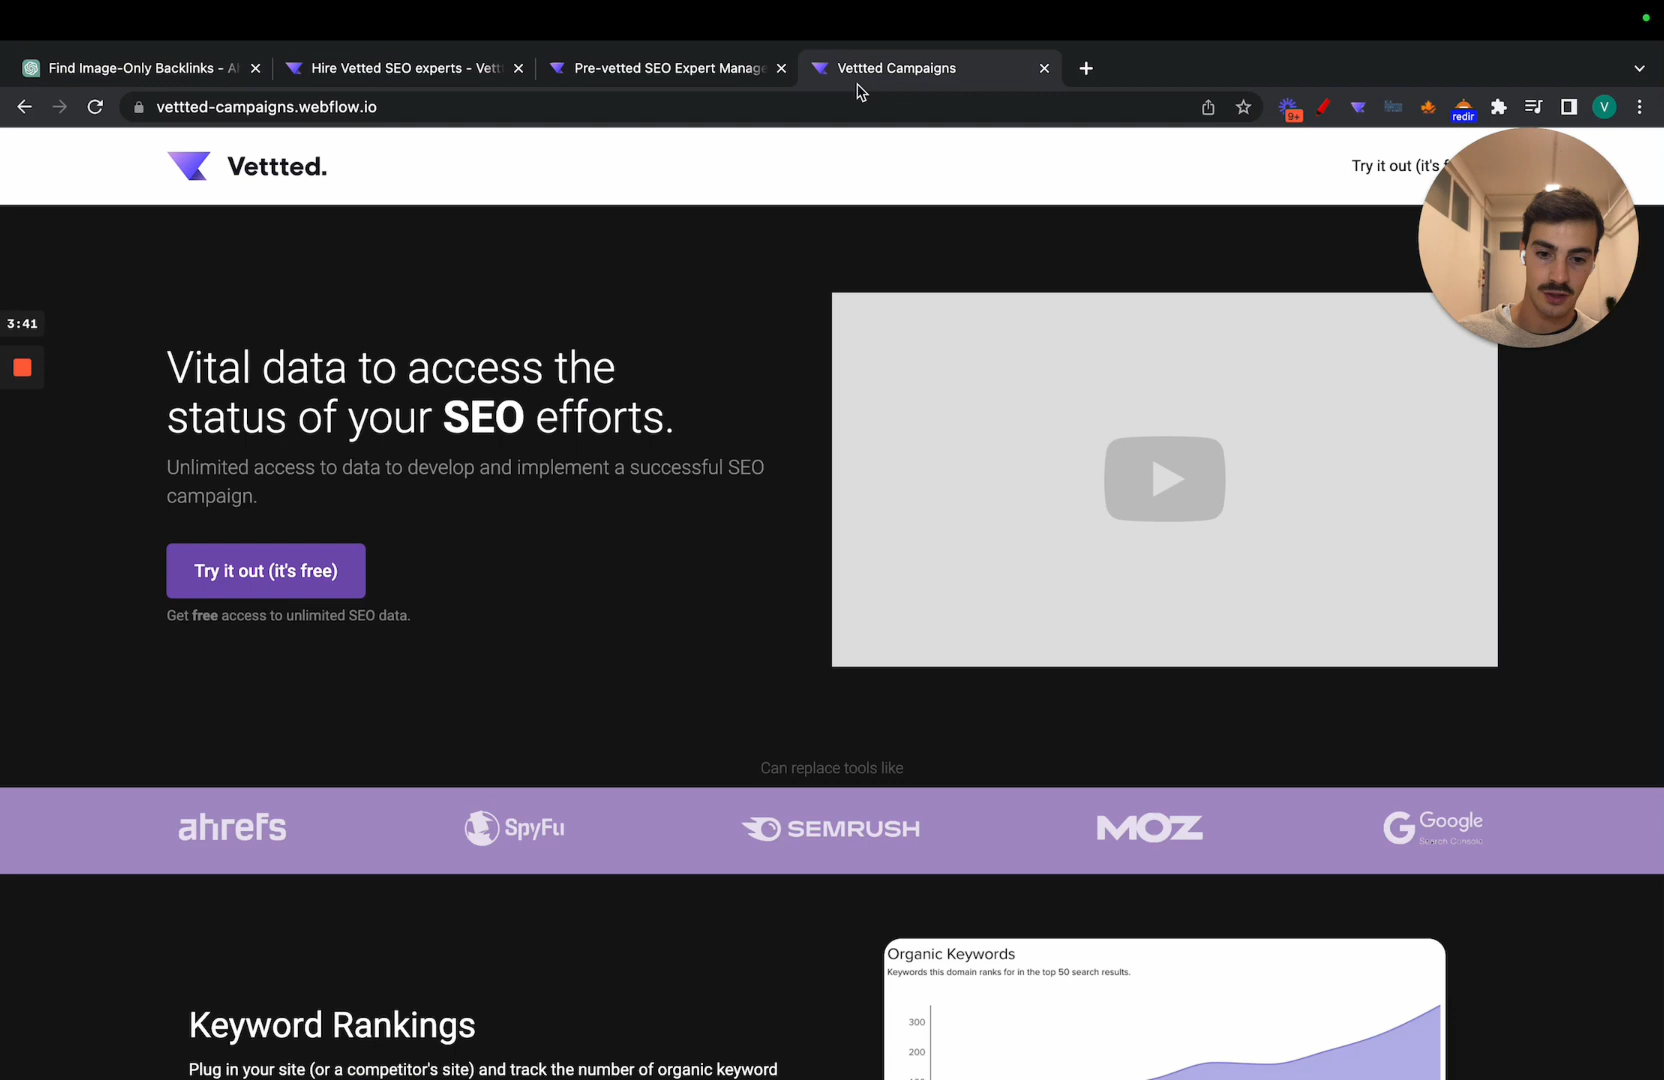 Find Image-Only Backlinks - A
Hire Vetted SEO experts - Vett
Pre-vetted SEO Expert Manage
Vettted Campaigns
vettted-campaigns.webflow.io
9+
redir
V
Vettted.
Try it out (it's f
3:41
Vital data to access the
status of your SEO efforts.
Unlimited access to data to develop and implement a successful SEO
campaign.
Try it out (it's free)
Get free access to unlimited SEO data.
Can replace tools like
ahrefs
SpyFu
SEMRUSH
MOZ
Google
Search Console
Organic Keywords
Keywords this domain ranks for in the top 50 search results.
300
200
Keyword Rankings
Plug in your site (or a competitor's site) and track the number of organic keyword